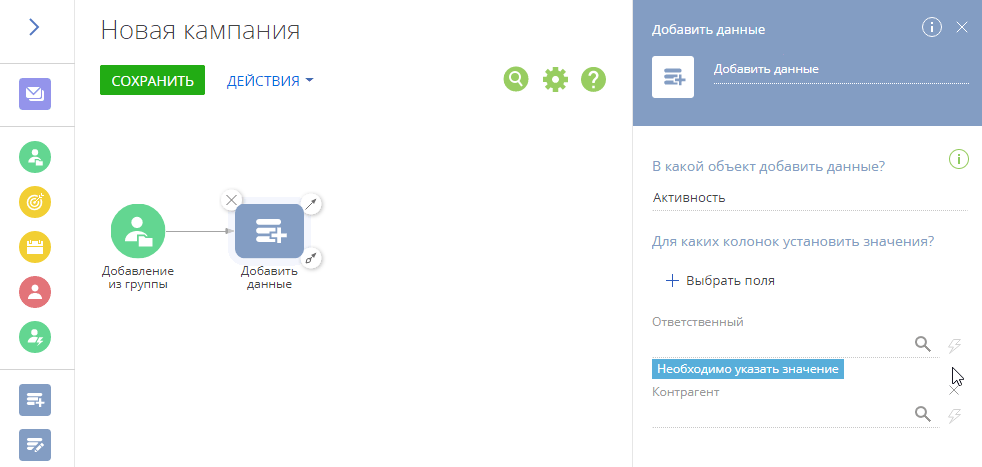 Новая кампания
СОХРАНИТЬ
ДЕЙСТВИЯ
Добавление
из группы
Добавить
данные
Добавить данные
Добавить данные
В какой объект добавить данные?
Активность
Для каких колонок установить значения?
Выбрать поля
Ответственный
Необходимо указать значение
Контрагент